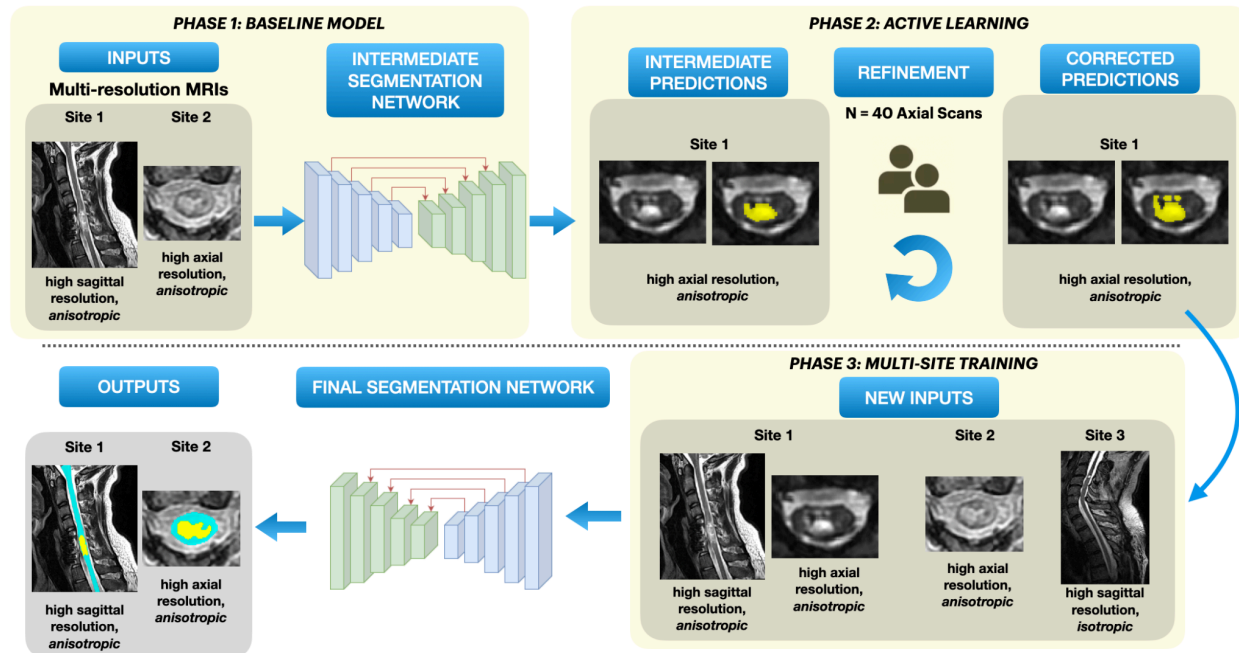 PHASE 1: BASELINE MODEL
INPUTS
Multi-resolution MRIs
Site 1
Site 2
high sagittal
resolution,
anisotropic
high axial
resolution,
anisotropic
INTERMEDIATE
SEGMENTATION
NETWORK
PHASE 2: ACTIVE LEARNING
INTERMEDIATE
PREDICTIONS
Site 1
high axial resolution,
anisotropic
REFINEMENT
N = 40 Axial Scans
CORRECTED
PREDICTIONS
Site 1
high axial resolution,
anisotropic
PHASE 3: MULTI-SITE TRAINING
NEW INPUTS
Site 1
high sagittal
resolution,
anisotropic
high axial
resolution,
anisotropic
Site 2
high axial
resolution,
anisotropic
Site 3
high sagittal
resolution,
isotropic
FINAL SEGMENTATION NETWORK
OUTPUTS
Site 1
Site 2
high sagittal
resolution,
anisotropic
high axial
resolution,
anisotropic